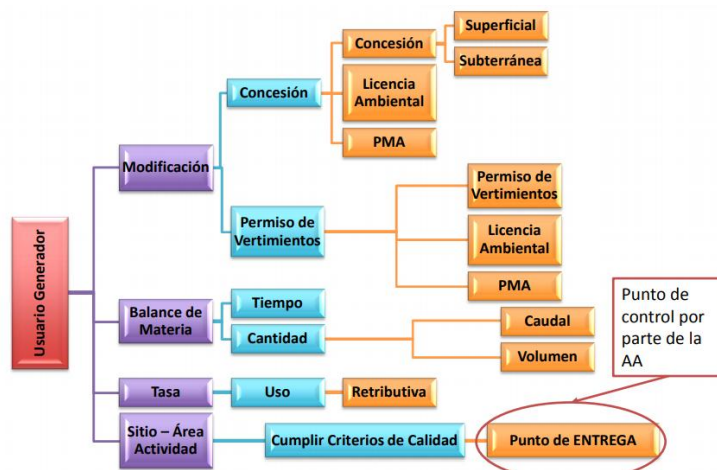 Usuario Generador
Modificación
Concesión
Concesión
Superficial
Subterránea
Licencia
Ambiental
PMA
Permiso de
Vertimientos
Permiso de
Vertimientos
Licencia
Ambiental
PMA
Balance de
Materia
Tiempo
Cantidad
Caudal
Volumen
Tasa
Uso
Retributiva
Sitio – Área
Actividad
Cumplir Criterios de Calidad
Punto de ENTREGA
Punto de
control por
parte de la
AA